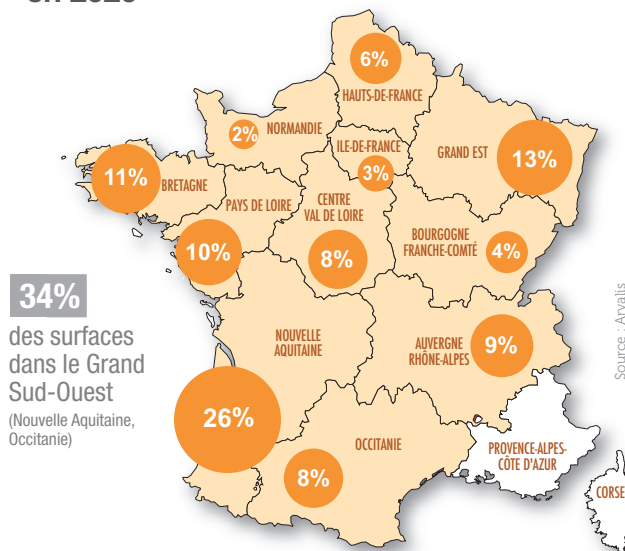 6%
HAUTS-DE-FRANCE
2%
NORMANDIE
ILE-DE-FRANCE
3%
GRAND EST
13%
11%
BRETAGNE
PAYS DE LOIRE
10%
CENTRE
VAL DE LOIRE
8%
BOURGOGNE
FRANCHE-COMTÉ
4%
34%
des surfaces
dans le Grand
Sud-Ouest
(Nouvelle Aquitaine,
Occitanie)
NOUVELLE
AQUITAINE
26%
AUVERGNE
RHÔNE-ALPES
9%
OCCITANIE
8%
PROVENCE-ALPES-
CÔTE D'AZUR
CORSE
Source : Arvalis